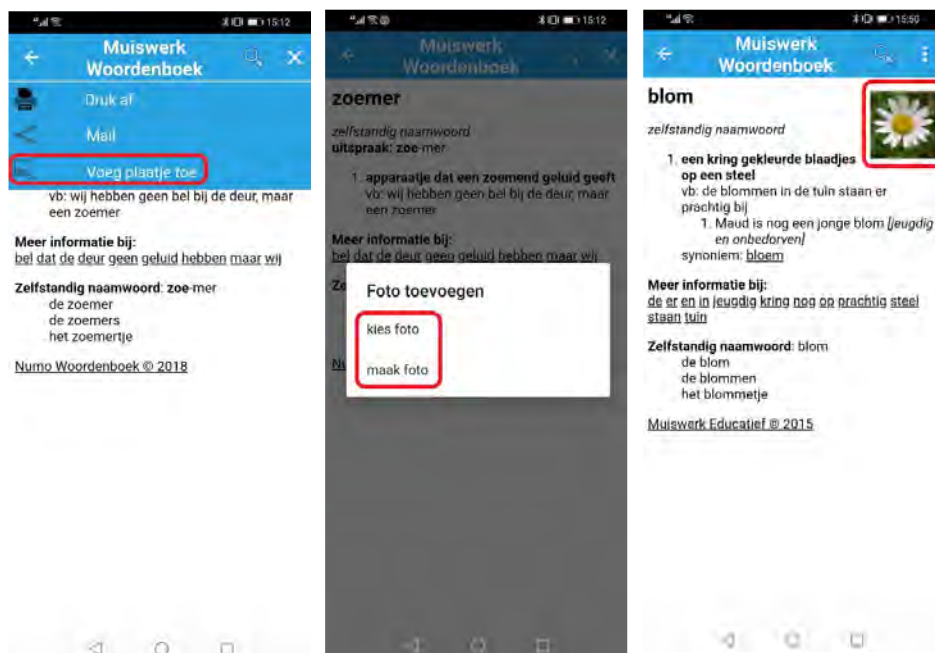 15:12
Muiswerk
Woordenboek
Druk af
Mail
Voeg plaatje toe
vb: wij hebben geen bel bij de deur, maar
een zoemer
Meer informatie bij:
bel dat de deur geen geluid hebben maar wij
Zelfstandig naamwoord: zoe-mer
de zoemer
de zoemers
het zoemertje
Numo Woordenboek © 2018
15:12
Muiswerk
Woordenboek
zoemer
zelfstandig naamwoord
uitspraak: zoe-mer
1. apparaatje dat een zoemend geluid geeft
vb: wij hebben geen bel bij de deur, maar
een zoemer
Meer informatie bij:
bel dat de deur geen geluid hebben maar wij
Ze
Foto toevoegen
kies foto
maak foto
Nu
15:50
Muiswerk
Woordenboek
blom
zelfstandig naamwoord
1. een kring gekleurde blaadjes
op een steel
vb: de blommen in de tuin staan er
prachtig bij
1. Maud is nog een jonge blom [jeugdig
en onbedorven]
synoniem: bloem
Meer informatie bij:
de er en in jeugdig kring nog op prachtig steel
staan tuin
Zelfstandig naamwoord: blom
de blom
de blommen
het blommetje
Muiswerk Educatief © 2015